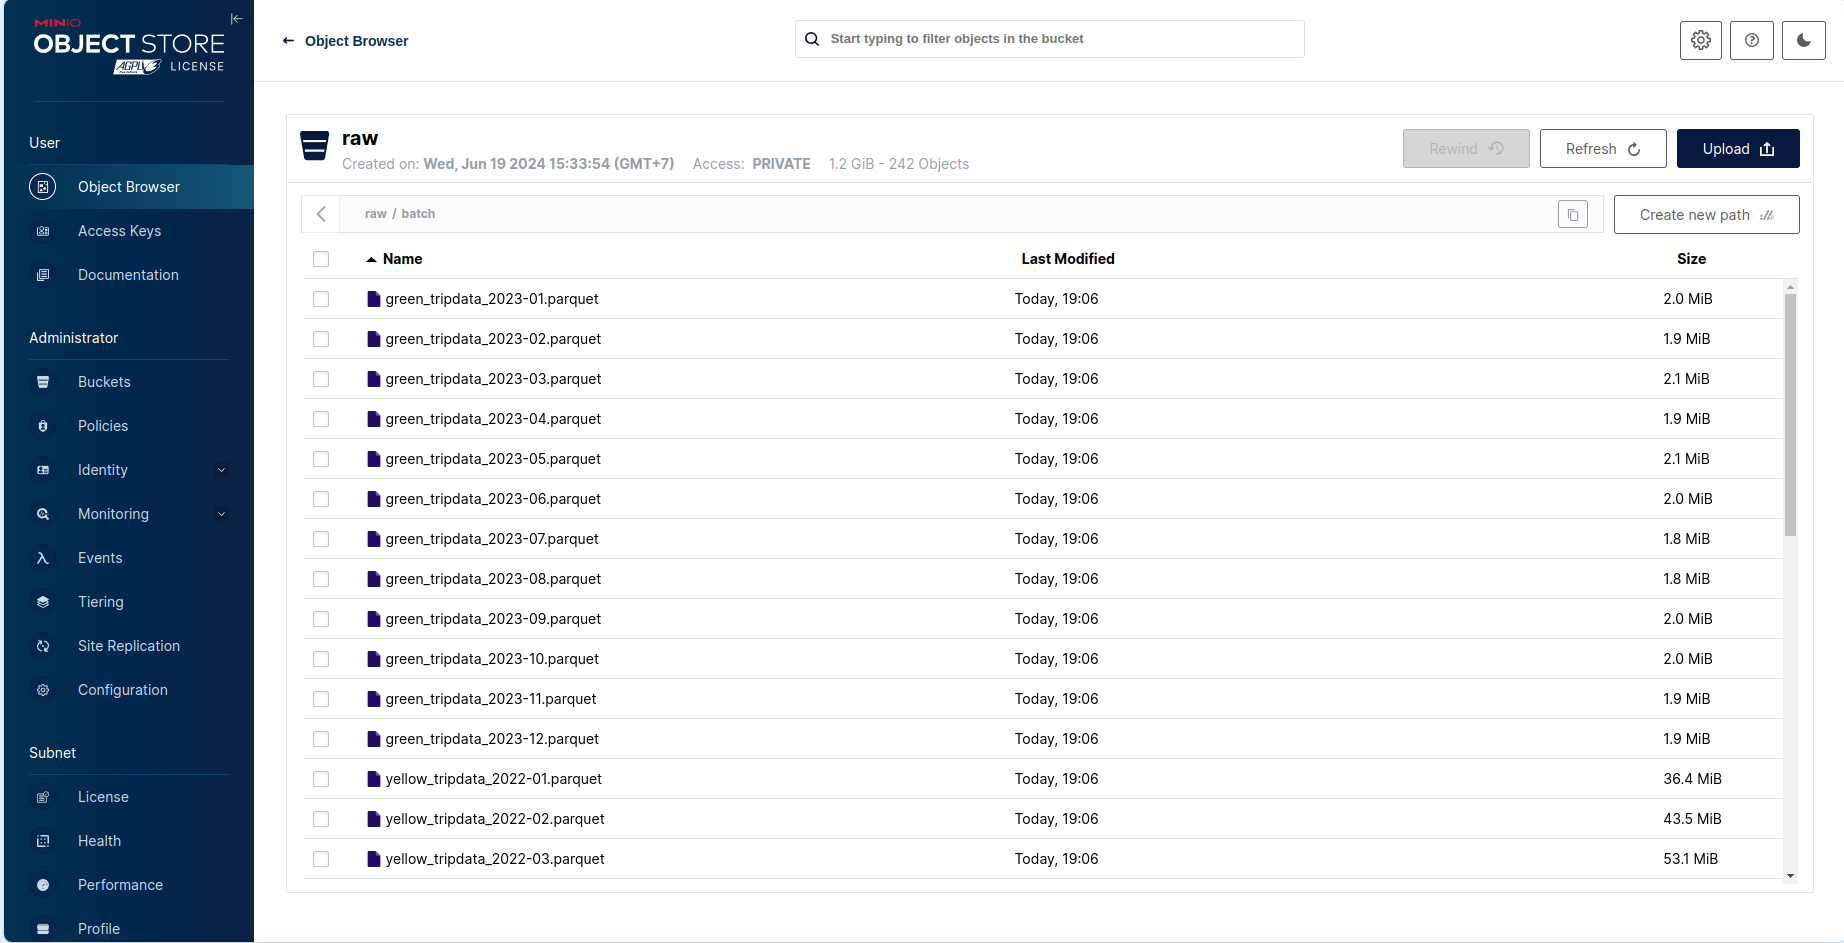 MINIO
OBJECT STORE
AGPL LICENSE
User
Object Browser
Access Keys
Documentation
Administrator
Buckets
Policies
Identity
Monitoring
Events
Tiering
Site Replication
Configuration
Subnet
License
Health
Performance
Profile
Object Browser
Start typing to filter objects in the bucket
raw
Created on: Wed, Jun 19 2024 15:33:54 (GMT+7) Access: PRIVATE 1.2 GiB - 242 Objects
Rewind Refresh Upload
raw / batch Create new path
Name Last Modified Size
green_tripdata_2023-01.parquet Today, 19:06 2.0 MiB
green_tripdata_2023-02.parquet Today, 19:06 1.9 MiB
green_tripdata_2023-03.parquet Today, 19:06 2.1 MiB
green_tripdata_2023-04.parquet Today, 19:06 1.9 MiB
green_tripdata_2023-05.parquet Today, 19:06 2.1 MiB
green_tripdata_2023-06.parquet Today, 19:06 2.0 MiB
green_tripdata_2023-07.parquet Today, 19:06 1.8 MiB
green_tripdata_2023-08.parquet Today, 19:06 1.8 MiB
green_tripdata_2023-09.parquet Today, 19:06 2.0 MiB
green_tripdata_2023-10.parquet Today, 19:06 2.0 MiB
green_tripdata_2023-11.parquet Today, 19:06 1.9 MiB
green_tripdata_2023-12.parquet Today, 19:06 1.9 MiB
yellow_tripdata_2022-01.parquet Today, 19:06 36.4 MiB
yellow_tripdata_2022-02.parquet Today, 19:06 43.5 MiB
yellow_tripdata_2022-03.parquet Today, 19:06 53.1 MiB